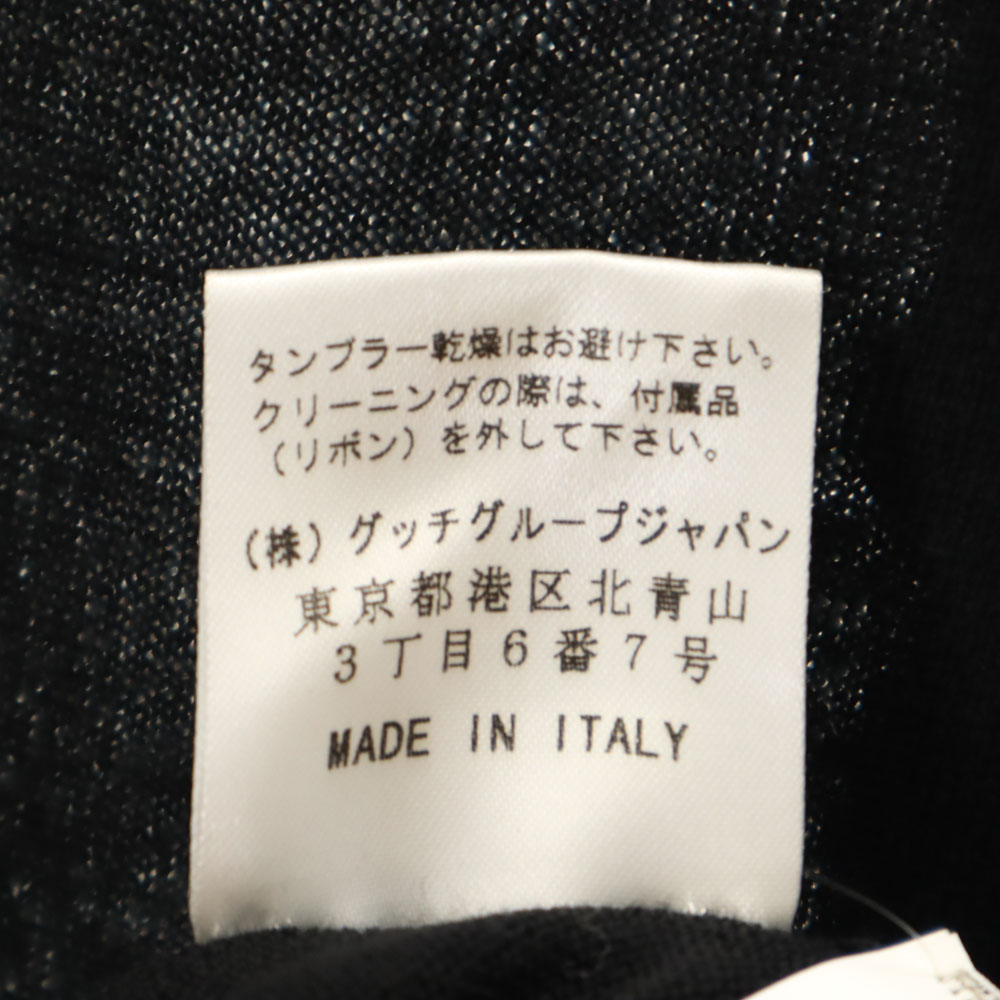 タンブラー乾燥はお避け下さい。
クリーニングの際は、付属品
（リボン）を外して下さい。
（株）グッチグループジャパン
東京都港区北青山
3丁目6番7号
MADE IN ITALY